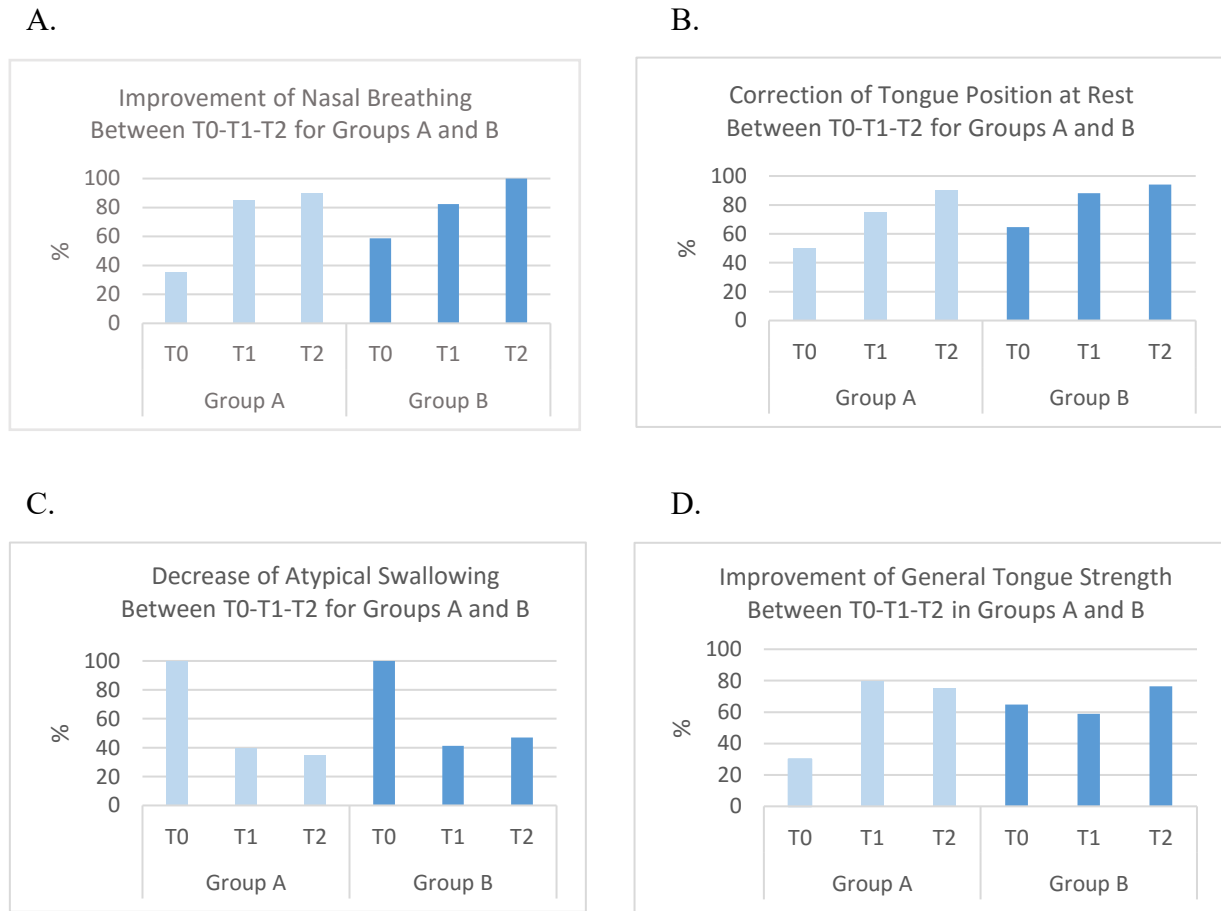 A.
Improvement of Nasal Breathing
Between T0-T1-T2 for Groups A and B
100
80
60
40
20
0
%
T0 T1 T2 T0 T1 T2
Group A Group B
B.
Correction of Tongue Position at Rest
Between T0-T1-T2 for Groups A and B
100
80
60
40
20
0
%
T0 T1 T2 T0 T1 T2
Group A Group B
C.
Decrease of Atypical Swallowing
Between T0-T1-T2 for Groups A and B
100
80
60
40
20
0
%
T0 T1 T2 T0 T1 T2
Group A Group B
D.
Improvement of General Tongue Strength
Between T0-T1-T2 in Groups A and B
100
80
60
40
20
0
%
T0 T1 T2 T0 T1 T2
Group A Group B